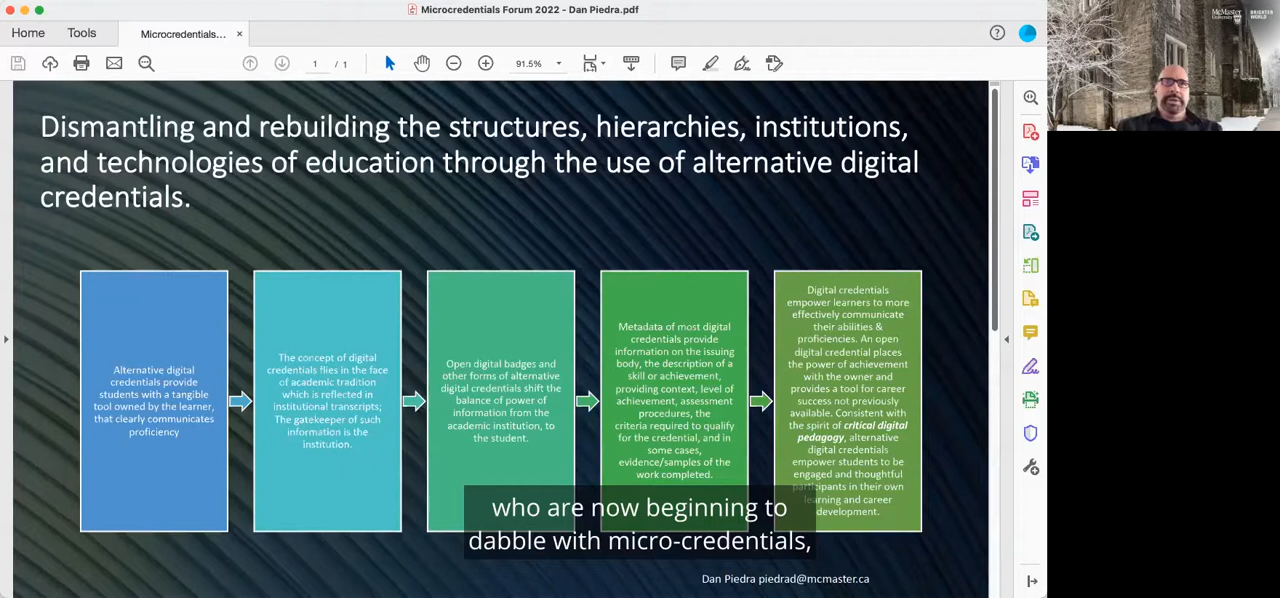 Microcredentials Forum 2022 - Dan Piedra.pdf
Home
Tools
Microcredentials...
×
1 / 1
91.5%
McMaster University
BRIGHTER WORLD
Dismantling and rebuilding the structures, hierarchies, institutions,
and technologies of education through the use of alternative digital
credentials.
Alternative digital
credentials provide
students with a tangible
tool owned by the learner,
that clearly communicates
proficiency
The concept of digital
credentials flies in the face
of academic tradition
which is reflected in
institutional transcripts;
The gatekeeper of such
information is the
institution.
Open digital badges and
other forms of alternative
digital credentials shift the
balance of power of
information from the
academic institution, to
the student.
Metadata of most digital
credentials provide
information on the issuing
body, the description of a
skill or achievement,
providing context, level of
achievement, assessment
procedures, the
criteria required to qualify
for the credential, and in
some cases,
evidence/samples of the
work completed.
Digital credentials
empower learners to more
effectively communicate
their abilities &
proficiencies. An open
digital credential places
the power of achievement
with the owner and
provides a tool for career
success not previously
available. Consistent with
the spirit of critical digital
pedagogy, alternative
digital credentials
empower students to be
engaged and thoughtful
participants in their own
learning and career
development.
who are now beginning to
dabble with micro-credentials,
Dan Piedra piedrad@mcmaster.ca